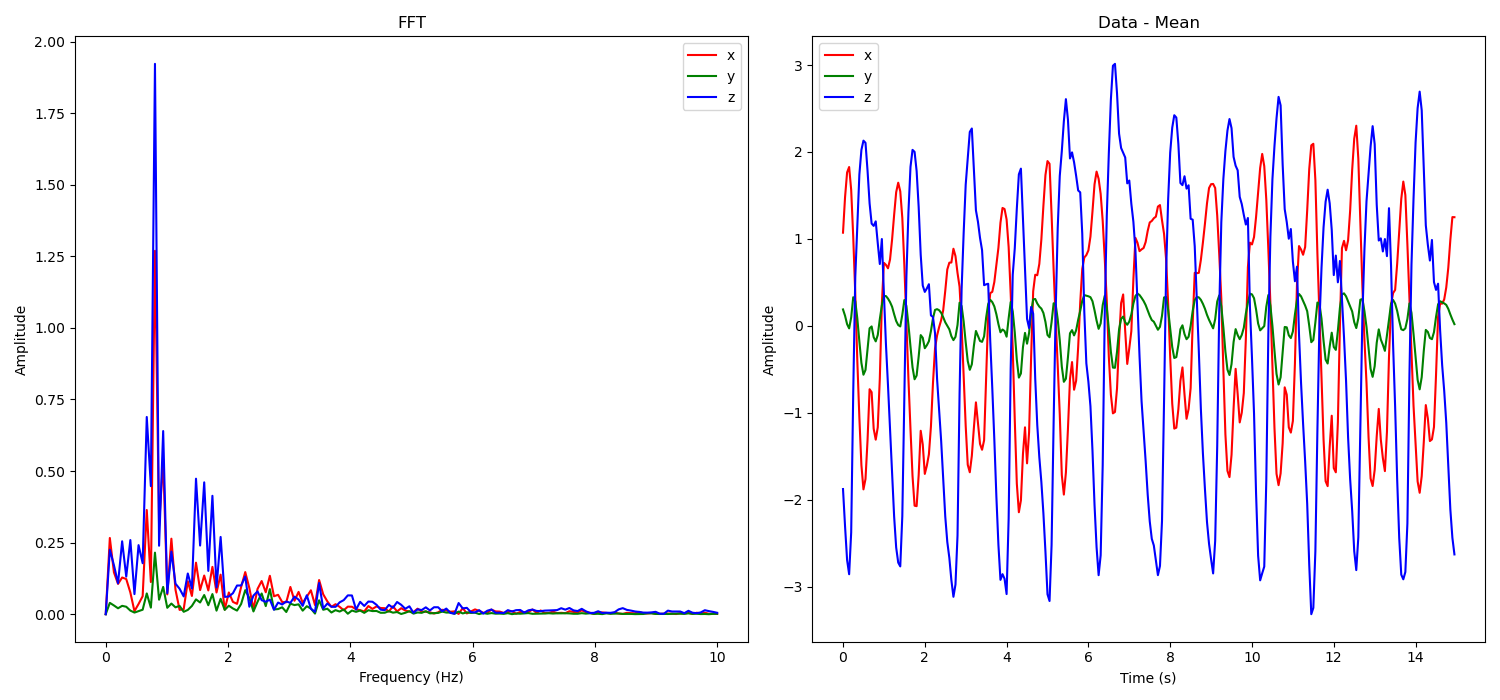 FFT
2.00
1.75
1.50
1.25
1.00
0.75
0.50
0.25
0.00
Amplitude
0 2 4 6 8 10
Frequency (Hz)
x
y
z
Data - Mean
3
2
1
0
−1
−2
−3
Amplitude
0 2 4 6 8 10 12 14
Time (s)
x
y
z